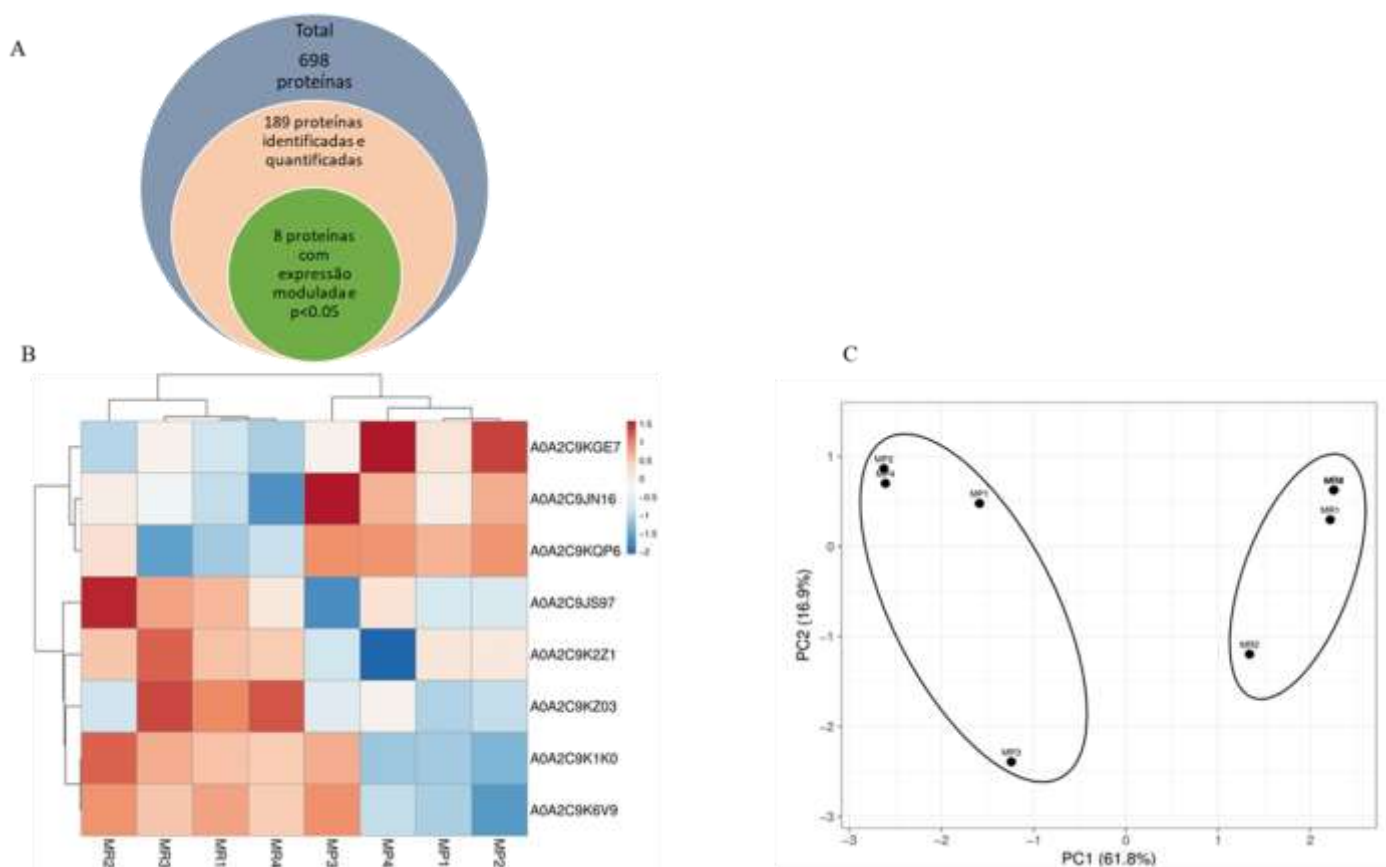 A
Total
698
proteínas
189 proteínas
identificadas e
quantificadas
8 proteínas
com
expressão
modulada e
p<0.05
B
C
1.5
1
0.5
0
−0.5
−1
−1.5
−2
A0A2C9KGE7
A0A2C9JN16
A0A2C9KQP6
A0A2C9JS97
A0A2C9K2Z1
A0A2C9KZ03
A0A2C9K1K0
A0A2C9K6V9
MR2
MR3
MR1
MR4
MP3
MP4
MP1
MP2
PC2 (16.9%)
1
0
−1
−2
−3
MP2
MP4
MP1
MP3
MR1
MR2
−3
−2
−1
0
1
2
PC1 (61.8%)